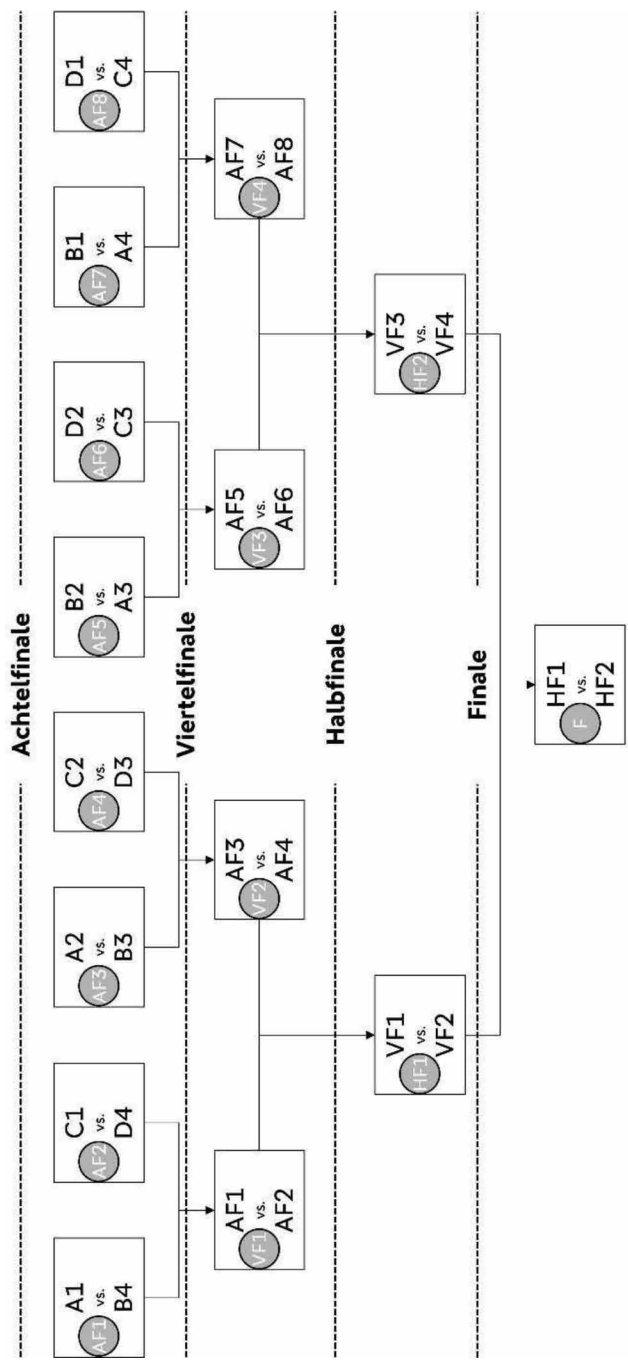 Achtelfinale
A1
vs.
B4
AF1
C1
vs.
D4
AF2
A2
vs.
B3
AF3
C2
vs.
D3
AF4
B2
vs.
A3
AF5
D2
vs.
C3
AF6
B1
vs.
A4
AF7
D1
vs.
C4
AF8
Viertelfinale
AF1
vs.
AF2
VF1
AF3
vs.
AF4
VF2
AF5
vs.
AF6
VF3
AF7
vs.
AF8
VF4
Halbfinale
VF1
vs.
VF2
HF1
VF3
vs.
VF4
HF2
Finale
HF1
vs.
HF2
F